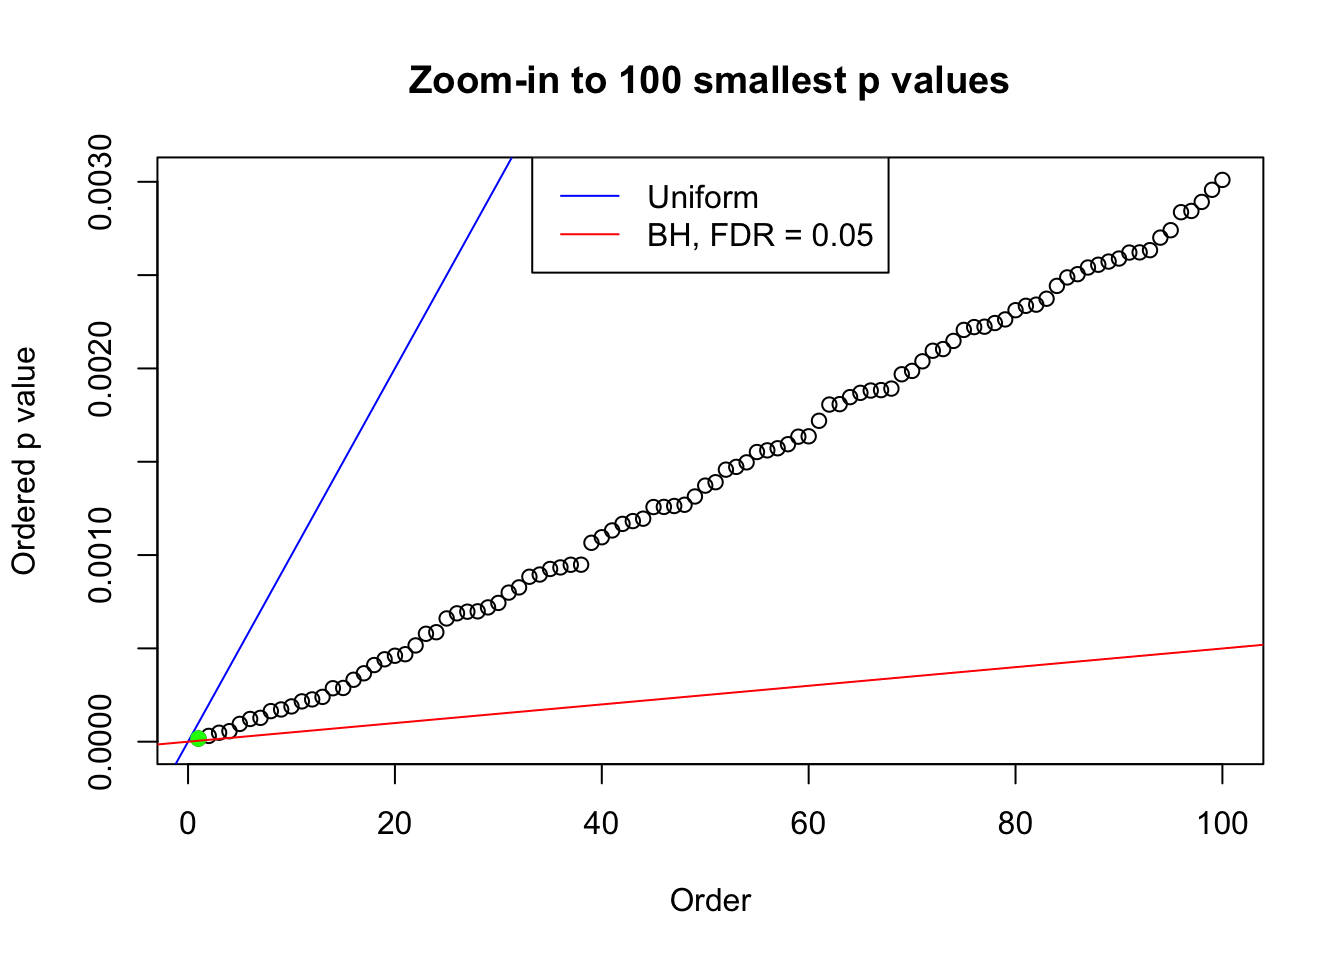 Zoom-in to 100 smallest p values
Uniform
BH, FDR = 0.05
Ordered p value
0.0030
0.0020
0.0010
0.0000
0 20 40 60 80 100
Order